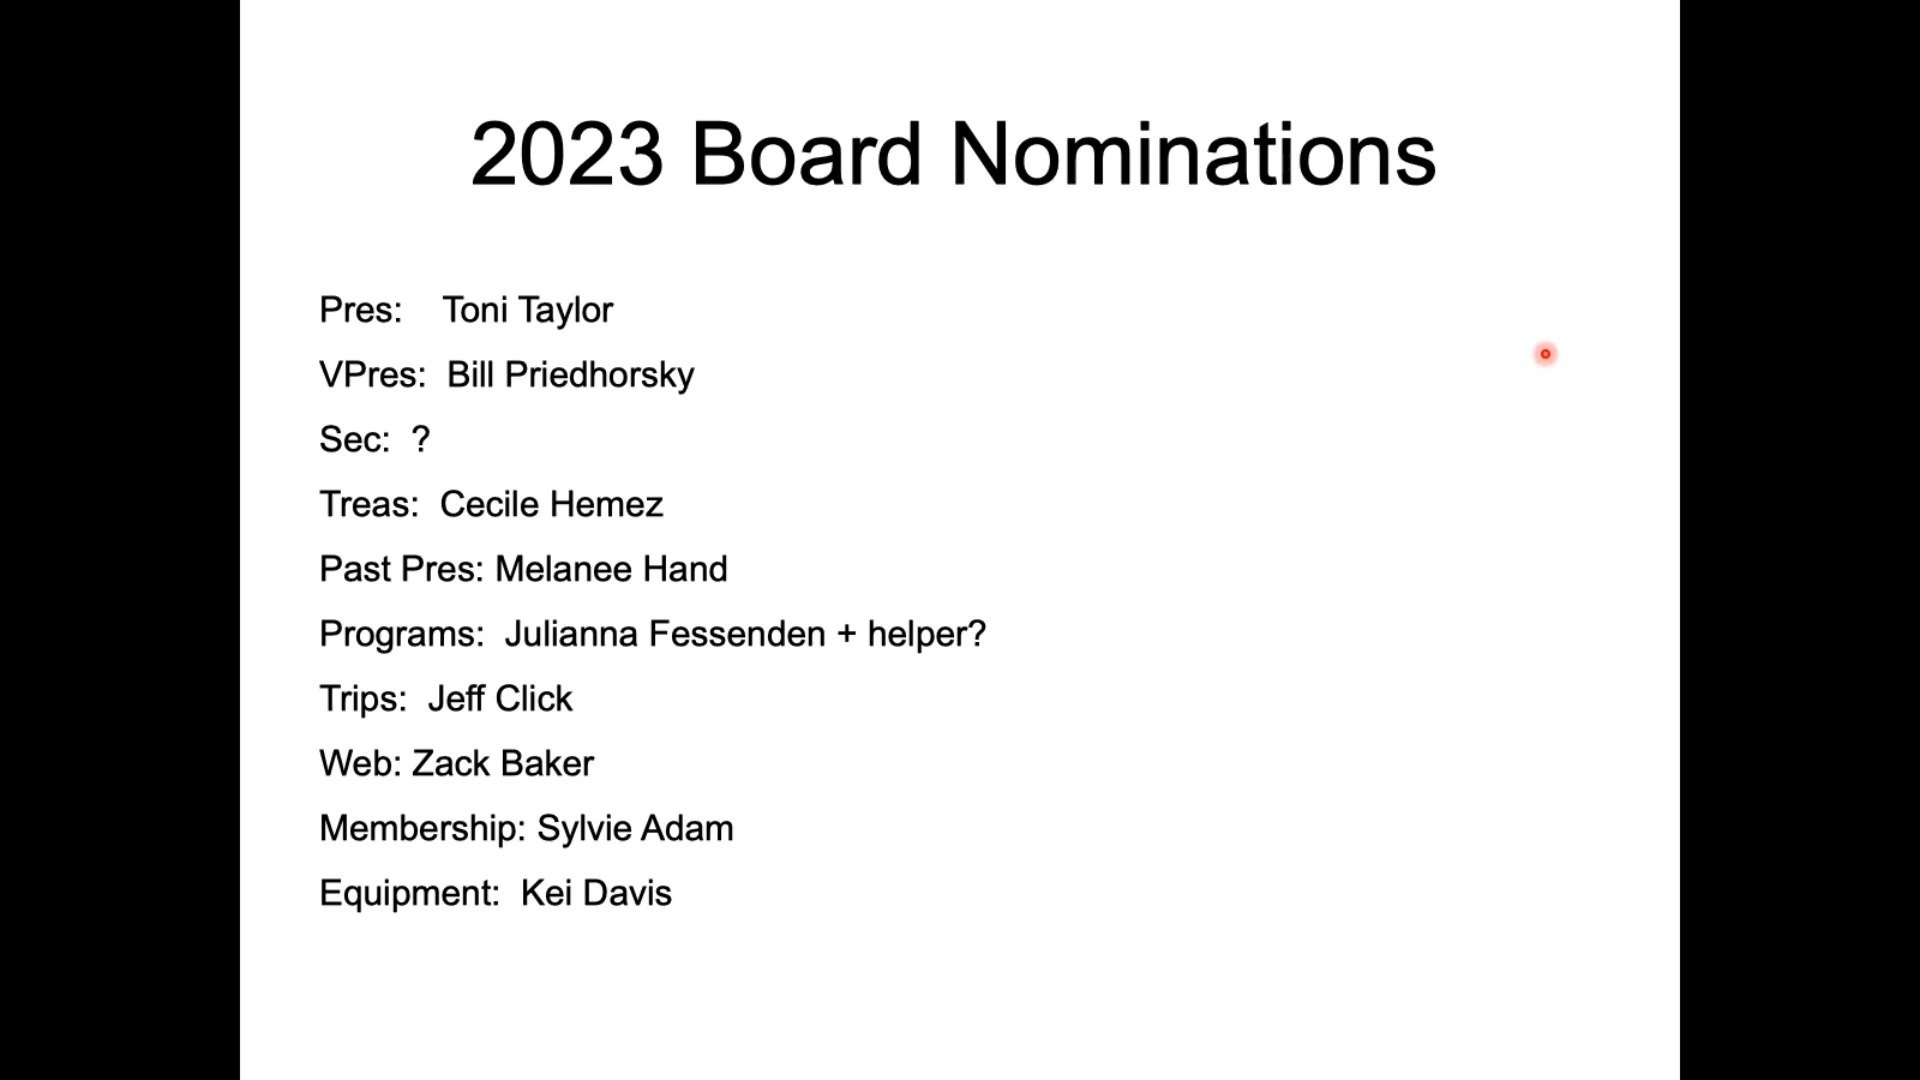 2023 Board Nominations
Pres: Toni Taylor
VPres: Bill Priedhorsky
Sec: ?
Treas: Cecile Hemez
Past Pres: Melanee Hand
Programs: Julianna Fessenden + helper?
Trips: Jeff Click
Web: Zack Baker
Membership: Sylvie Adam
Equipment: Kei Davis